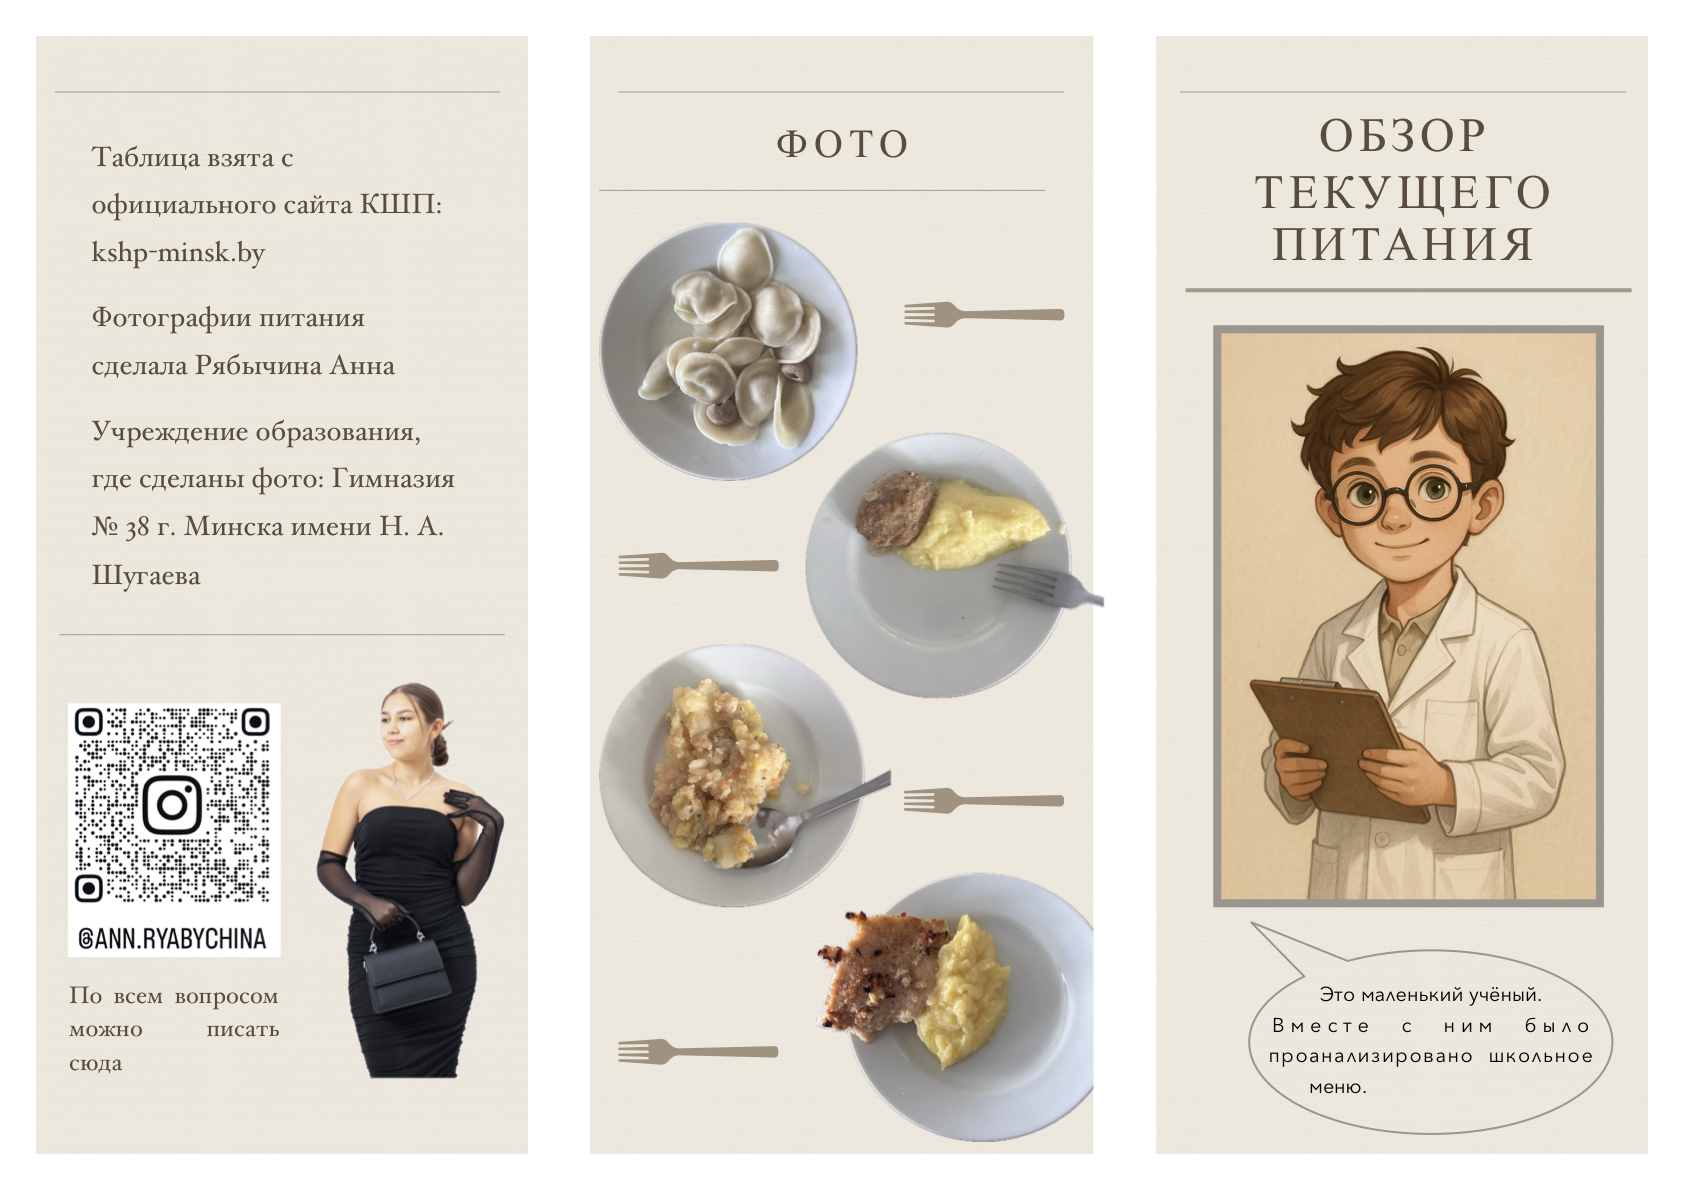 Таблица взята с
официального сайта КШП:
kshp-minsk.by
Фотографии питания
сделала Рябычина Анна
Учреждение образования,
где сделаны фото: Гимназия
№ 38 г. Минска имени Н. А.
Шугаева
@ANN.RYABYCHINA
По всем вопросом
можно писать
сюда
ФОТО
ОБЗОР
ТЕКУЩЕГО
ПИТАНИЯ
Это маленький учёный.
Вместе с ним было
проанализировано школьное
меню.